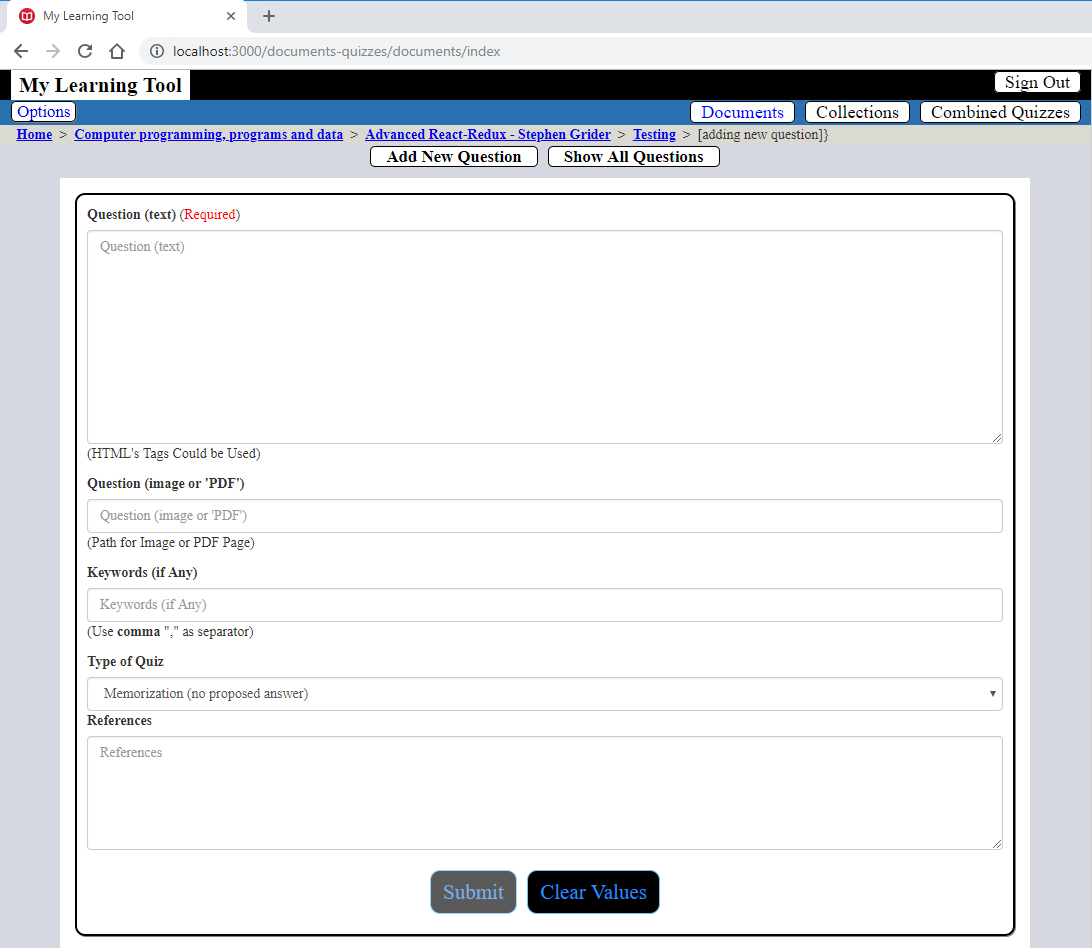 My Learning Tool
localhost:3000/documents-quizzes/documents/index
My Learning Tool Sign Out
Options Documents Collections Combined Quizzes
Home > Computer programming, programs and data > Advanced React-Redux - Stephen Grider > Testing > [adding new question]}
Add New Question Show All Questions
Question (text) (Required)
Question (text)
(HTML's Tags Could be Used)
Question (image or 'PDF')
Question (image or 'PDF')
(Path for Image or PDF Page)
Keywords (if Any)
Keywords (if Any)
(Use comma "," as separator)
Type of Quiz
Memorization (no proposed answer)
References
References
Submit Clear Values